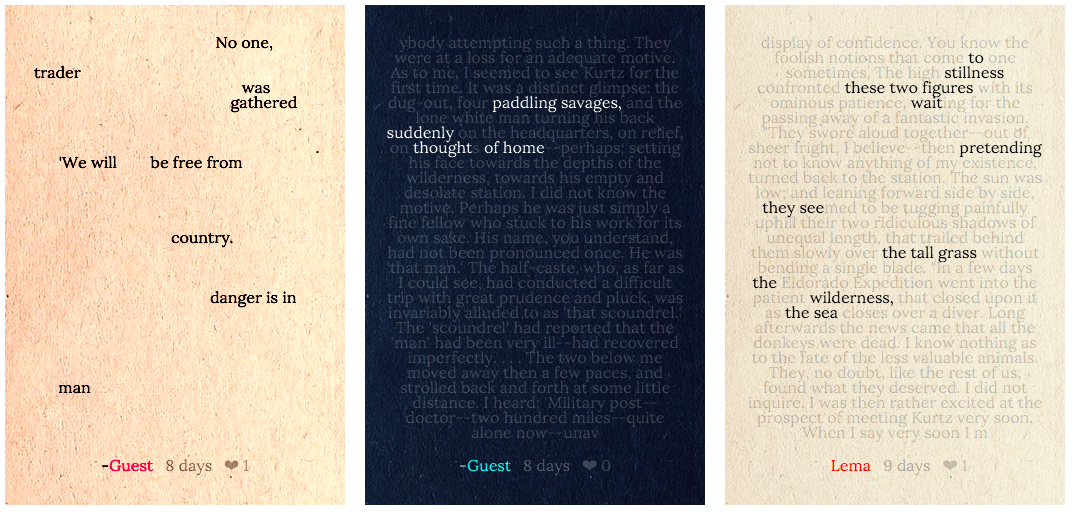 No one,
trader
was
gathered
'We will be free from
country.
danger is in
man
-Guest 8 days ❤ 1
ybody attempting such a thing. They
were at a loss for an adequate motive.
As to me, I seemed to see Kurtz for the
first time. It was a distinct glimpse: the
dug-out, four paddling savages, and the
lone white man turning his back
suddenly on the headquarters, on relief,
on thought of home--perhaps; setting
his face towards the depths of the
wilderness, towards his empty and
desolate station. I did not know the
motive. Perhaps he was just simply a
fine fellow who stuck to his work for its
own sake. His name, you understand,
had not been pronounced once. He was
'that man.' The half-caste, who, as far as
I could see, had conducted a difficult
trip with great prudence and pluck, was
invariably alluded to as 'that scoundrel.'
The 'scoundrel' had reported that the
'man' had been very ill--had recovered
imperfectly. . . . The two below me
moved away then a few paces, and
strolled back and forth at some little
distance. I heard: 'Military post--
doctor--two hundred miles--quite
alone now--unav
-Guest 8 days ❤ 0
display of confidence. You know the
foolish notions that come to one
sometimes. The high stillness
confronted these two figures with its
ominous patience, waiting for the
passing away of a fantastic invasion.
"They swore aloud together--out of
sheer fright, I believe--then pretending
not to know anything of my existence,
turned back to the station. The sun was
low; and leaning forward side by side,
they seemed to be tugging painfully
uphill their two ridiculous shadows of
unequal length, that trailed behind
them slowly over the tall grass without
bending a single blade. "In a few days
the Eldorado Expedition went into the
patient wilderness, that closed upon it
as the sea closes over a diver. Long
afterwards the news came that all the
donkeys were dead. I know nothing as
to the fate of the less valuable animals.
They, no doubt, like the rest of us,
found what they deserved. I did not
inquire. I was then rather excited at the
prospect of meeting Kurtz very soon.
When I say very soon I m
Lema 9 days ❤ 1